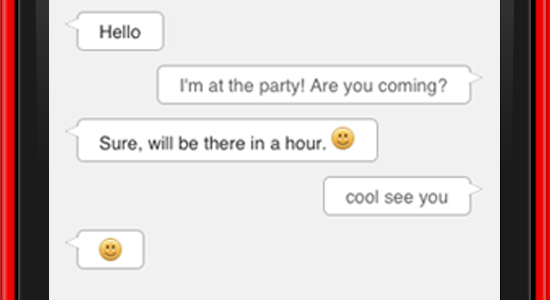 Hello
I'm at the party! Are you coming?
Sure, will be there in a hour. 🙂
cool see you
🙂